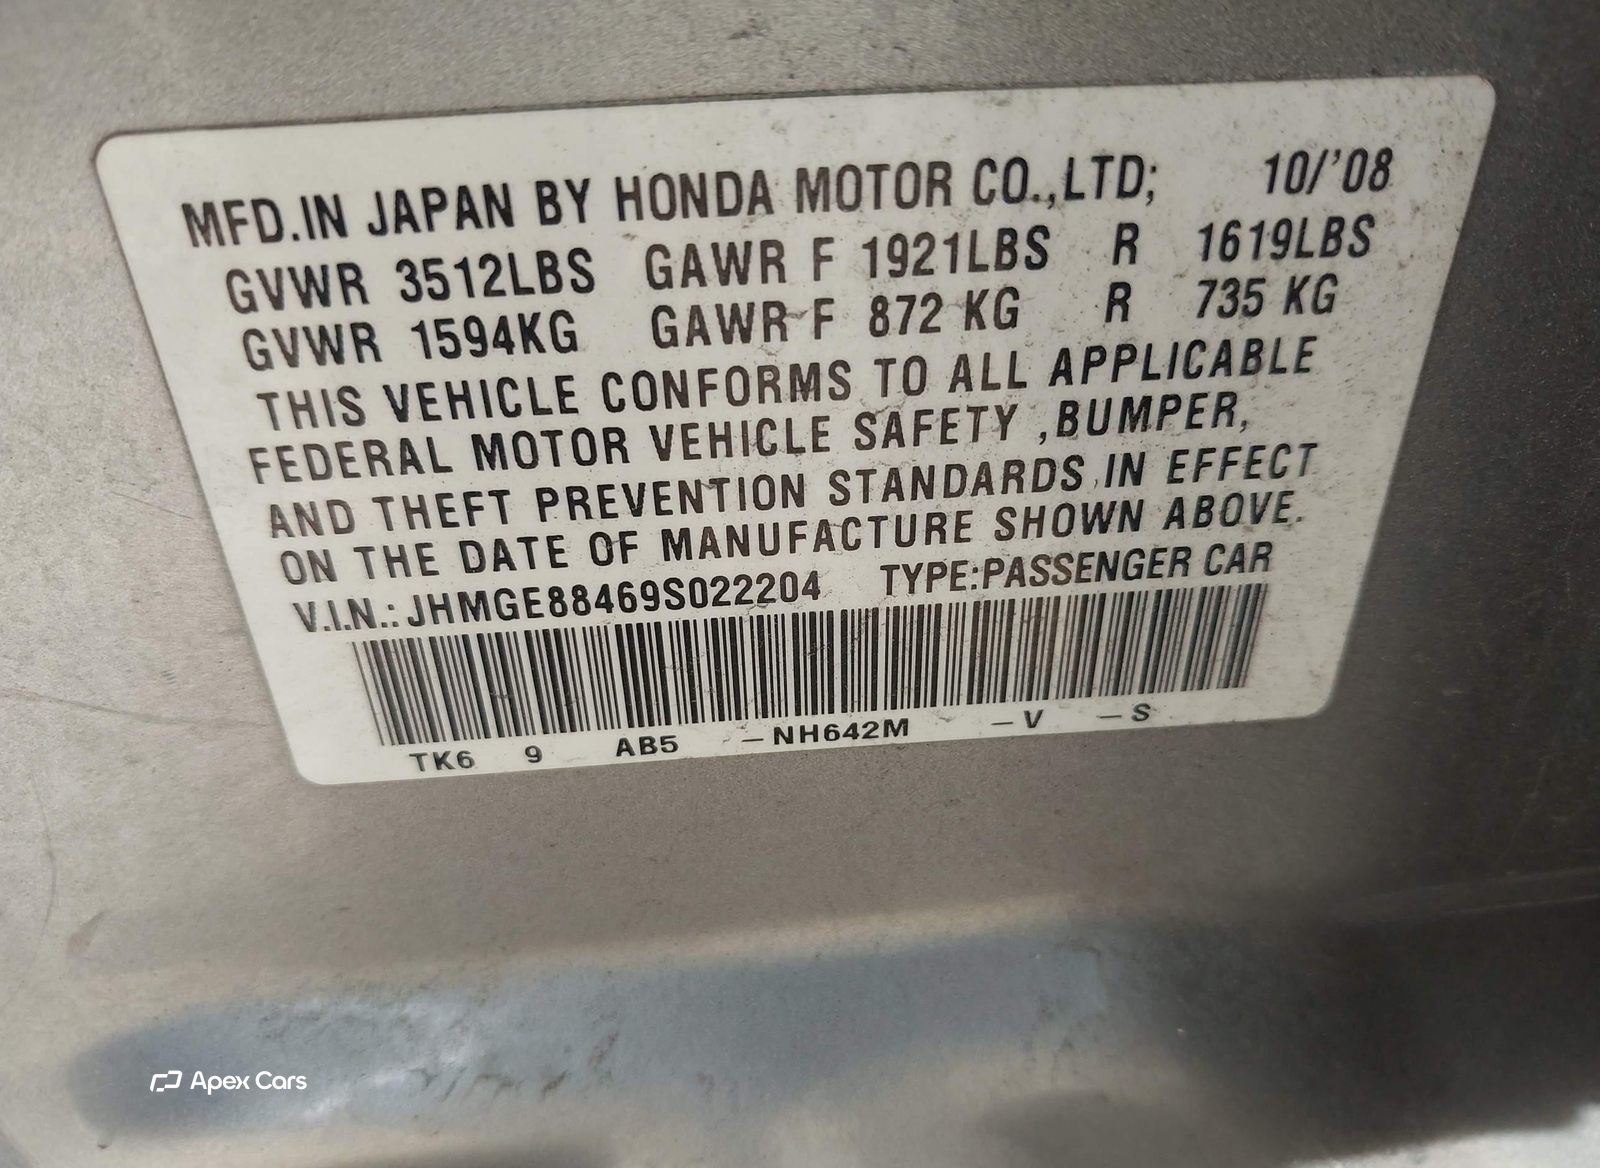 MFD.IN JAPAN BY HONDA MOTOR CO.,LTD; 10/'08
GVWR 3512LBS GAWR F 1921LBS R 1619LBS
GVWR 1594KG GAWR F 872 KG R 735 KG
THIS VEHICLE CONFORMS TO ALL APPLICABLE
FEDERAL MOTOR VEHICLE SAFETY ,BUMPER,
AND THEFT PREVENTION STANDARDS IN EFFECT
ON THE DATE OF MANUFACTURE SHOWN ABOVE.
V.I.N.: JHMGE88469S022204 TYPE:PASSENGER CAR
TK6 9 AB5 –NH642M –V –S
Apex Cars